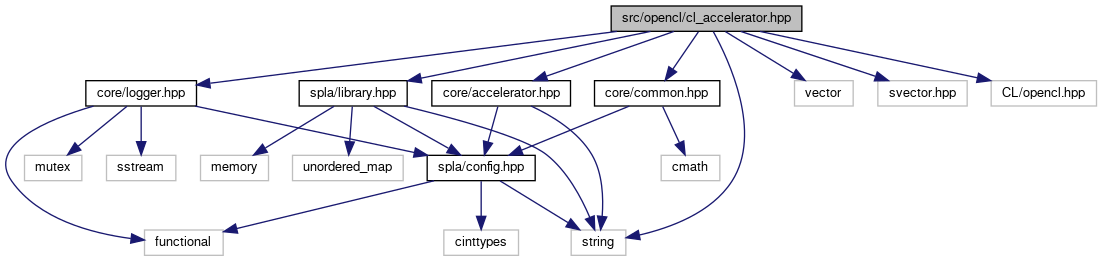 src/opencl/cl_accelerator.hpp
core/logger.hpp
spla/library.hpp
core/accelerator.hpp
core/common.hpp
vector
svector.hpp
CL/opencl.hpp
mutex
sstream
memory
unordered_map
spla/config.hpp
cmath
functional
cinttypes
string